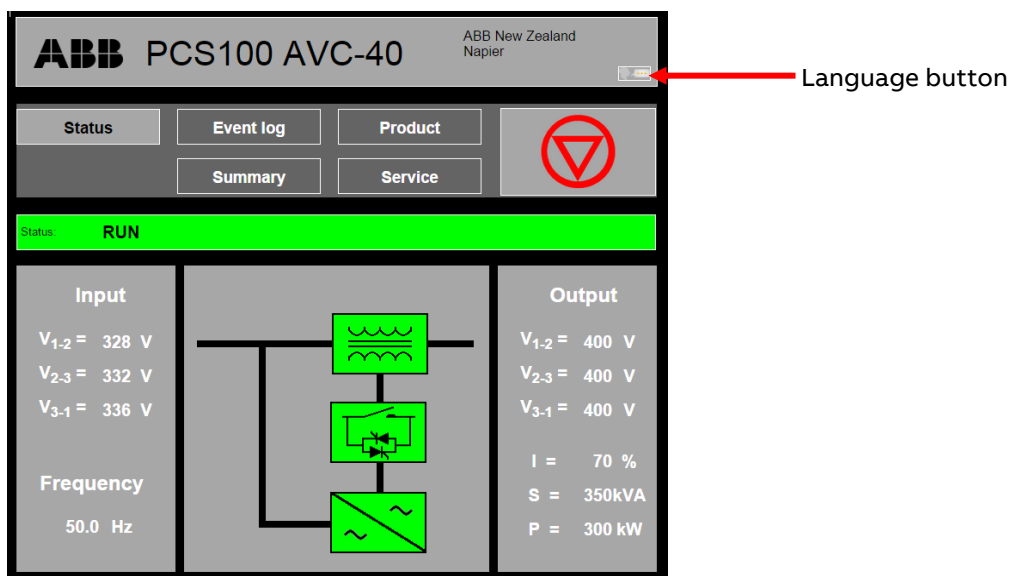 ABB PCS100 AVC-40
ABB New Zealand
Napier
Language button
Status
Event log
Product
Summary
Service
Status: RUN
Input
V1-2 = 328 V
V2-3 = 332 V
V3-1 = 336 V
Frequency
50.0 Hz
Output
V1-2 = 400 V
V2-3 = 400 V
V3-1 = 400 V
I = 70 %
S = 350kVA
P = 300 kW